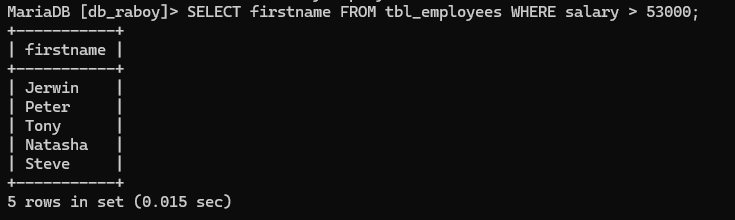 MariaDB [db_raboy]> SELECT firstname FROM tbl_employees WHERE salary > 53000;
+-----------+
| firstname |
+-----------+
| Jerwin    |
| Peter     |
| Tony      |
| Natasha   |
| Steve     |
+-----------+
5 rows in set (0.015 sec)